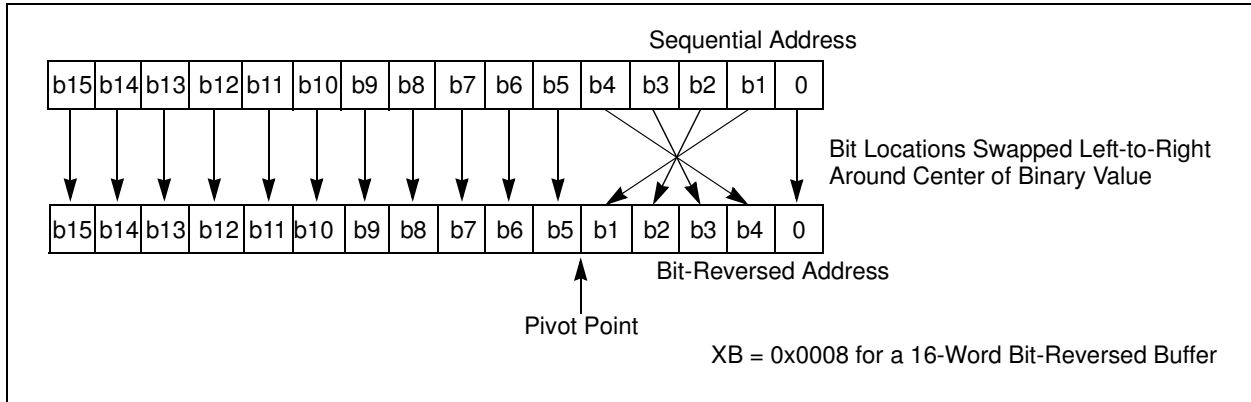 Sequential Address
b15 b14 b13 b12 b11 b10 b9 b8 b7 b6 b5 b4 b3 b2 b1 0
Bit Locations Swapped Left-to-Right
Around Center of Binary Value
b15 b14 b13 b12 b11 b10 b9 b8 b7 b6 b5 b1 b2 b3 b4 0
Bit-Reversed Address
Pivot Point
XB = 0x0008 for a 16-Word Bit-Reversed Buffer